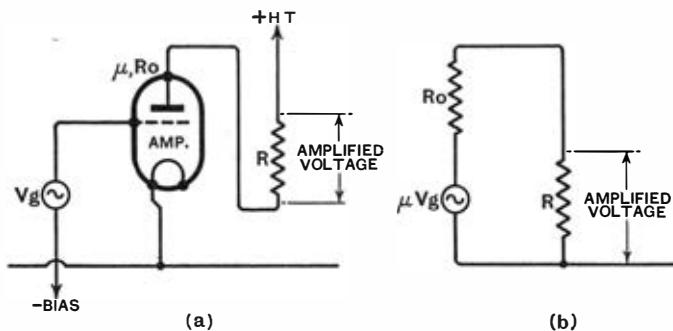 +HT
μ,Ro
AMP.
R
AMPLIFIED
VOLTAGE
Vg
-BIAS
(a)
Ro
μVg
R
AMPLIFIED
VOLTAGE
(b)